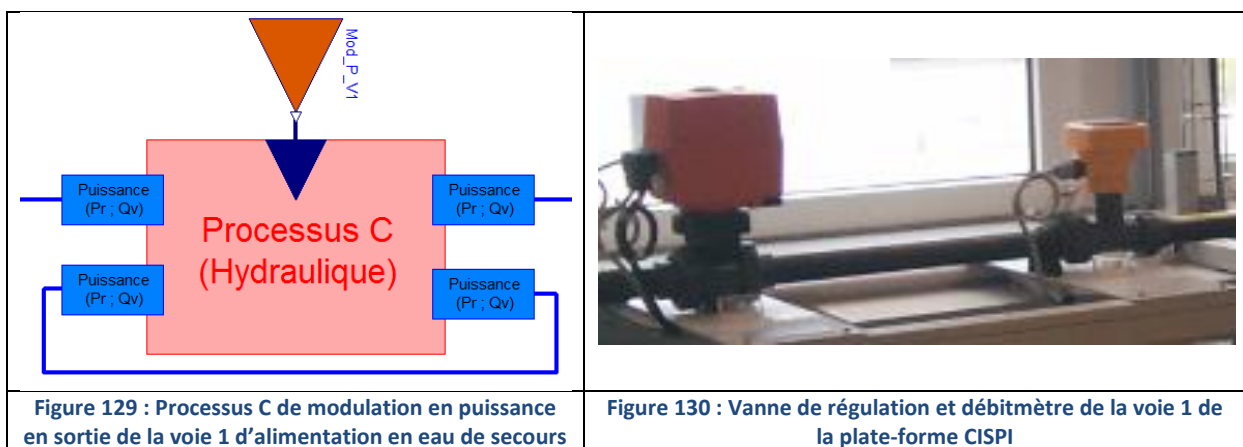 Mod_P_V1
Puissance
(Pr ; Qv)
Puissance
(Pr ; Qv)
Processus C
(Hydraulique)
Puissance
(Pr ; Qv)
Puissance
(Pr ; Qv)
Figure 129 : Processus C de modulation en puissance
en sortie de la voie 1 d’alimentation en eau de secours
Figure 130 : Vanne de régulation et débitmètre de la voie 1 de
la plate-forme CISPI